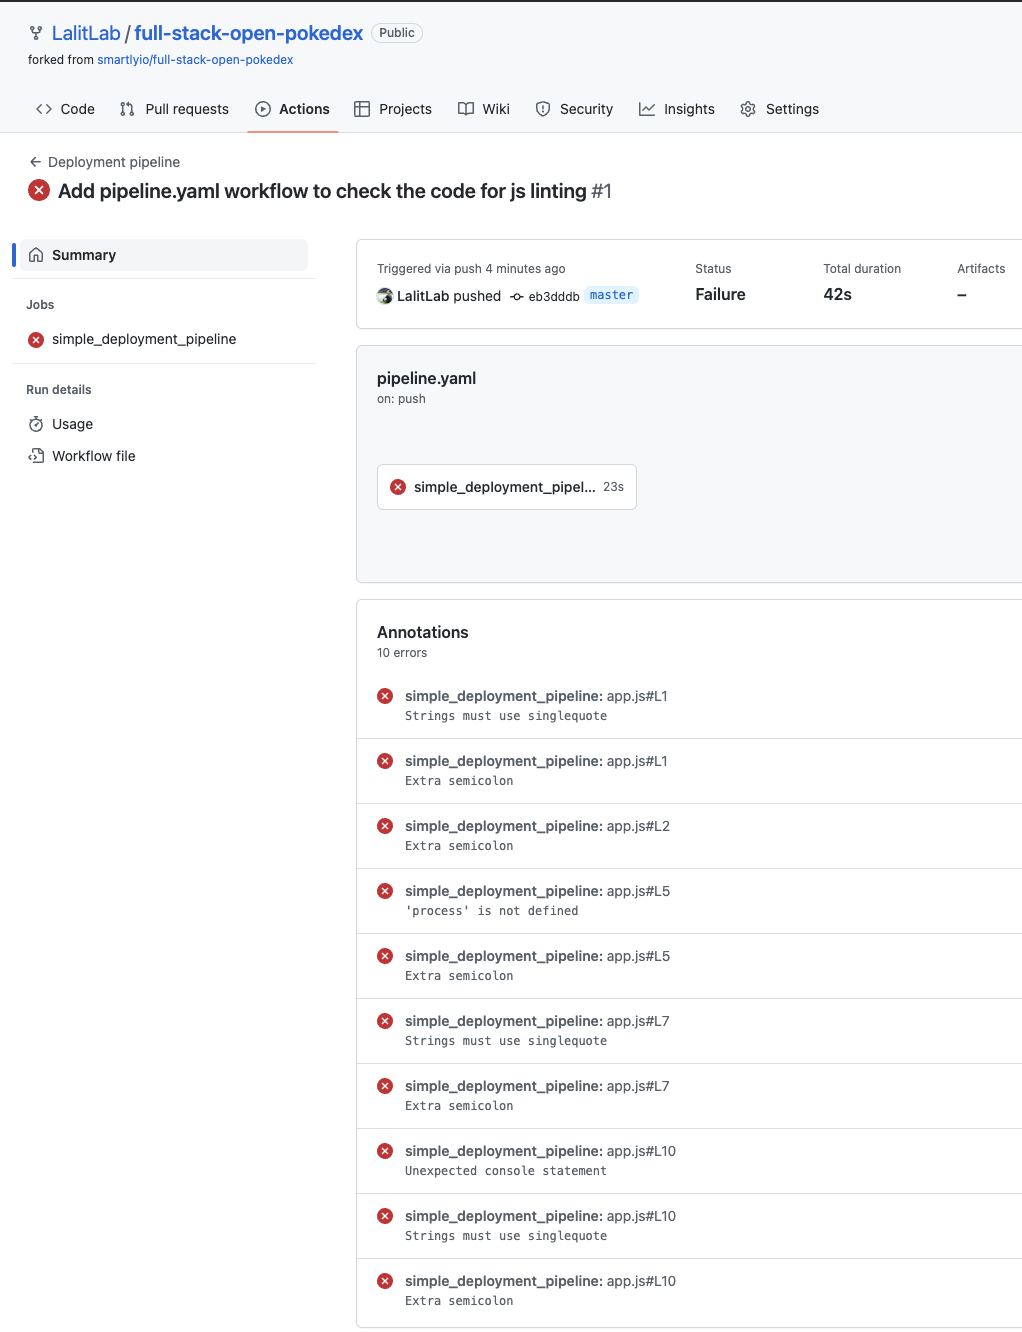 LalitLab / full-stack-open-pokedex Public
forked from smartlyio/full-stack-open-pokedex
Code Pull requests Actions Projects Wiki Security Insights Settings
Deployment pipeline
Add pipeline.yaml workflow to check the code for js linting #1
Summary
Jobs
simple_deployment_pipeline
Run details
Usage
Workflow file
Triggered via push 4 minutes ago
LalitLab pushed eb3dddb master
Status
Failure
Total duration
42s
Artifacts
–
pipeline.yaml
on: push
simple_deployment_pipel... 23s
Annotations
10 errors
simple_deployment_pipeline: app.js#L1
Strings must use singlequote
simple_deployment_pipeline: app.js#L1
Extra semicolon
simple_deployment_pipeline: app.js#L2
Extra semicolon
simple_deployment_pipeline: app.js#L5
'process' is not defined
simple_deployment_pipeline: app.js#L5
Extra semicolon
simple_deployment_pipeline: app.js#L7
Strings must use singlequote
simple_deployment_pipeline: app.js#L7
Extra semicolon
simple_deployment_pipeline: app.js#L10
Unexpected console statement
simple_deployment_pipeline: app.js#L10
Strings must use singlequote
simple_deployment_pipeline: app.js#L10
Extra semicolon